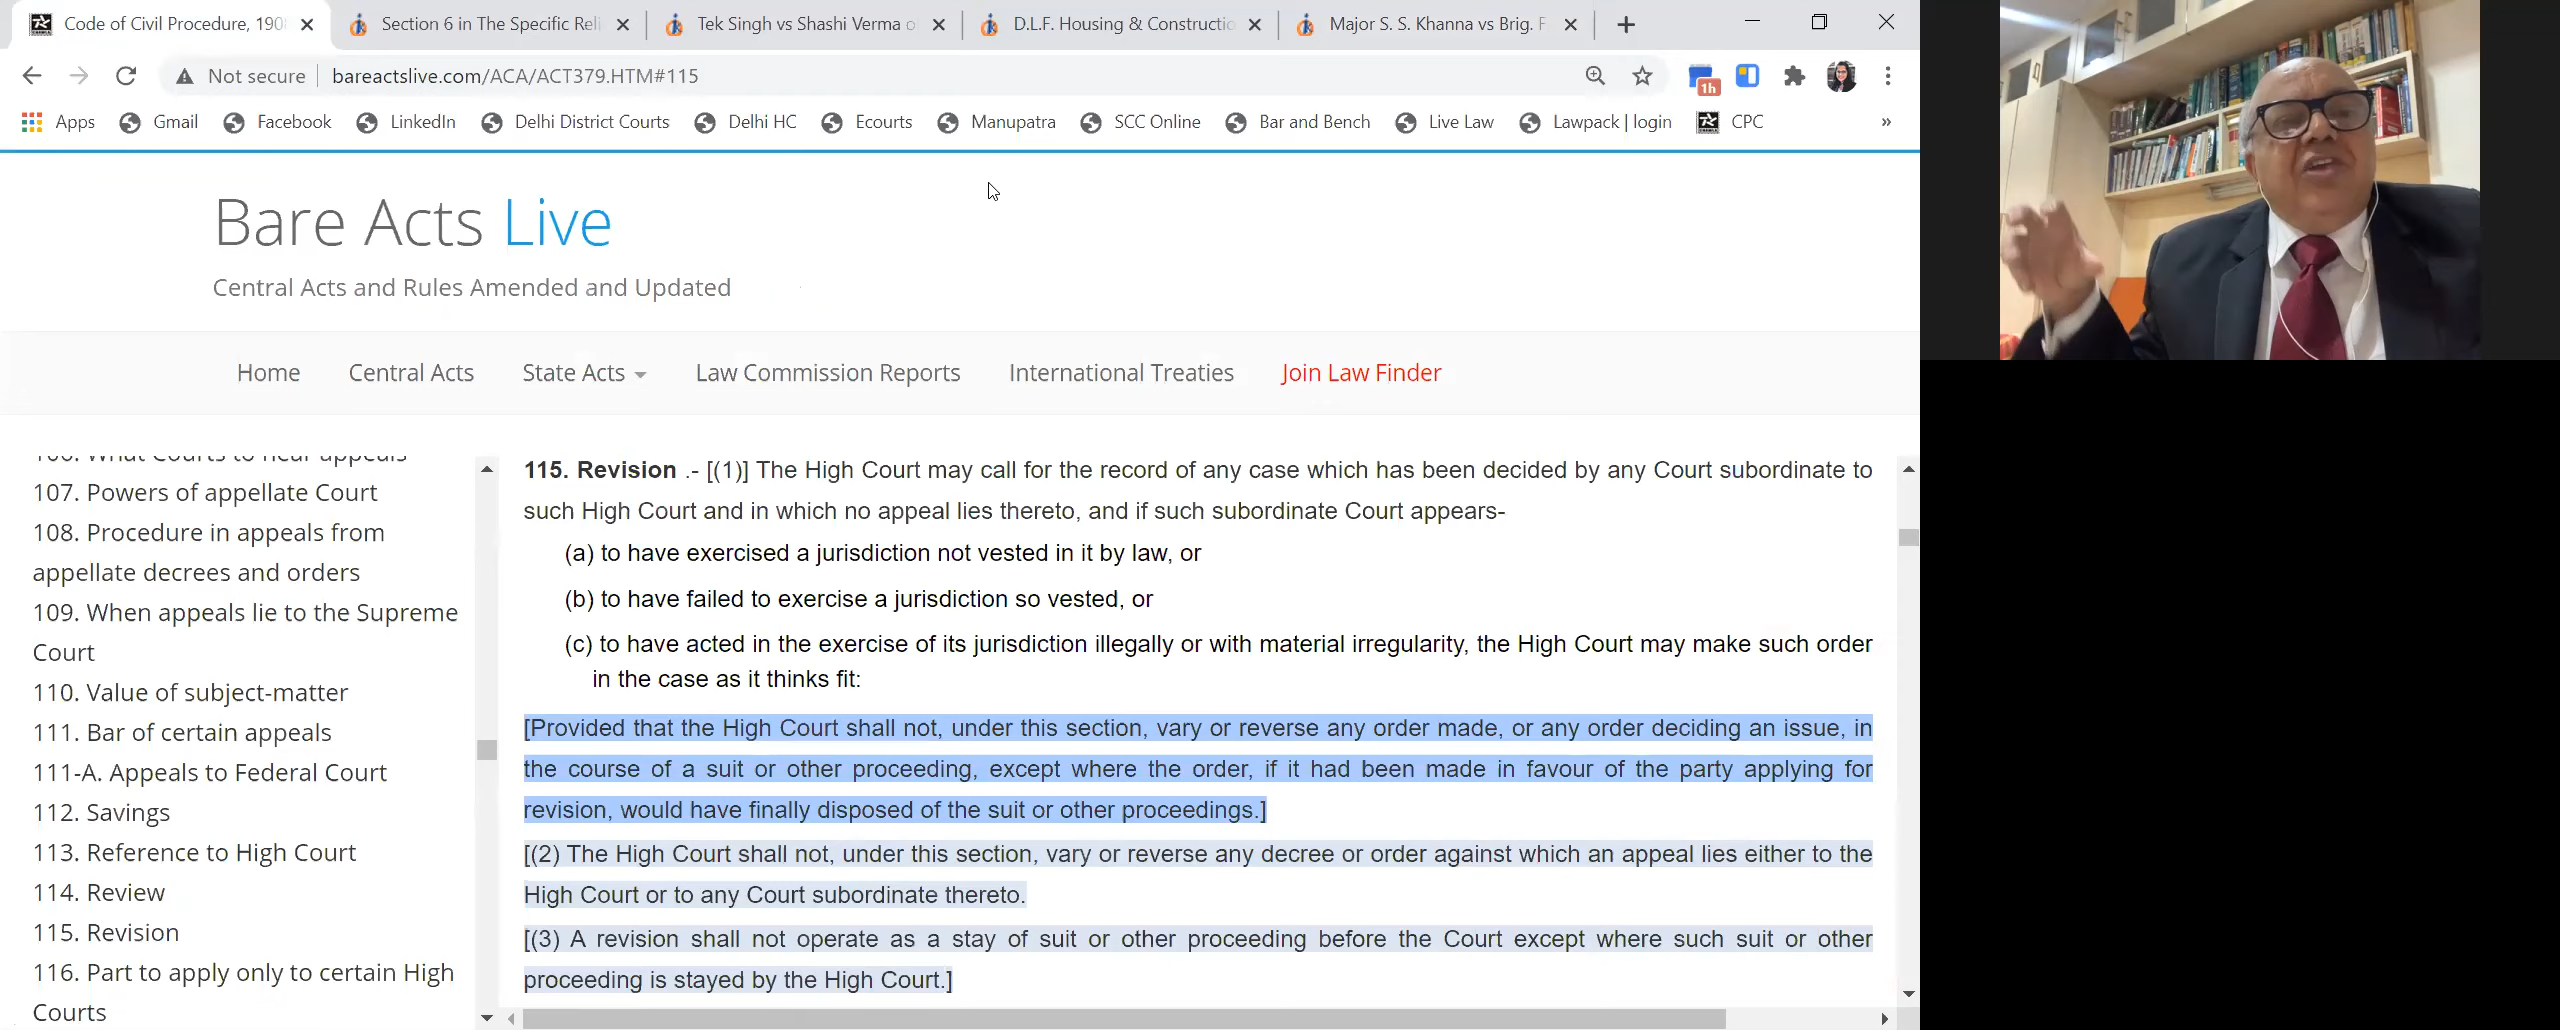 Code of Civil Procedure, 190
Section 6 in The Specific Reli
Tek Singh vs Shashi Verma o
D.L.F. Housing & Constructio
Major S. S. Khanna vs Brig. F
Not secure
bareactslive.com/ACA/ACT379.HTM#115
1h
Apps
Gmail
Facebook
LinkedIn
Delhi District Courts
Delhi HC
Ecourts
Manupatra
SCC Online
Bar and Bench
Live Law
Lawpack | login
CPC
»
Bare Acts Live
Central Acts and Rules Amended and Updated
Home
Central Acts
State Acts
Law Commission Reports
International Treaties
Join Law Finder
106. What Courts to hear appeals
107. Powers of appellate Court
108. Procedure in appeals from
appellate decrees and orders
109. When appeals lie to the Supreme
Court
110. Value of subject-matter
111. Bar of certain appeals
111-A. Appeals to Federal Court
112. Savings
113. Reference to High Court
114. Review
115. Revision
116. Part to apply only to certain High
Courts
115. Revision .- [(1)] The High Court may call for the record of any case which has been decided by any Court subordinate to
such High Court and in which no appeal lies thereto, and if such subordinate Court appears-
(a) to have exercised a jurisdiction not vested in it by law, or
(b) to have failed to exercise a jurisdiction so vested, or
(c) to have acted in the exercise of its jurisdiction illegally or with material irregularity, the High Court may make such order
in the case as it thinks fit:
[Provided that the High Court shall not, under this section, vary or reverse any order made, or any order deciding an issue, in
the course of a suit or other proceeding, except where the order, if it had been made in favour of the party applying for
revision, would have finally disposed of the suit or other proceedings.]
[(2) The High Court shall not, under this section, vary or reverse any decree or order against which an appeal lies either to the
High Court or to any Court subordinate thereto.
[(3) A revision shall not operate as a stay of suit or other proceeding before the Court except where such suit or other
proceeding is stayed by the High Court.]